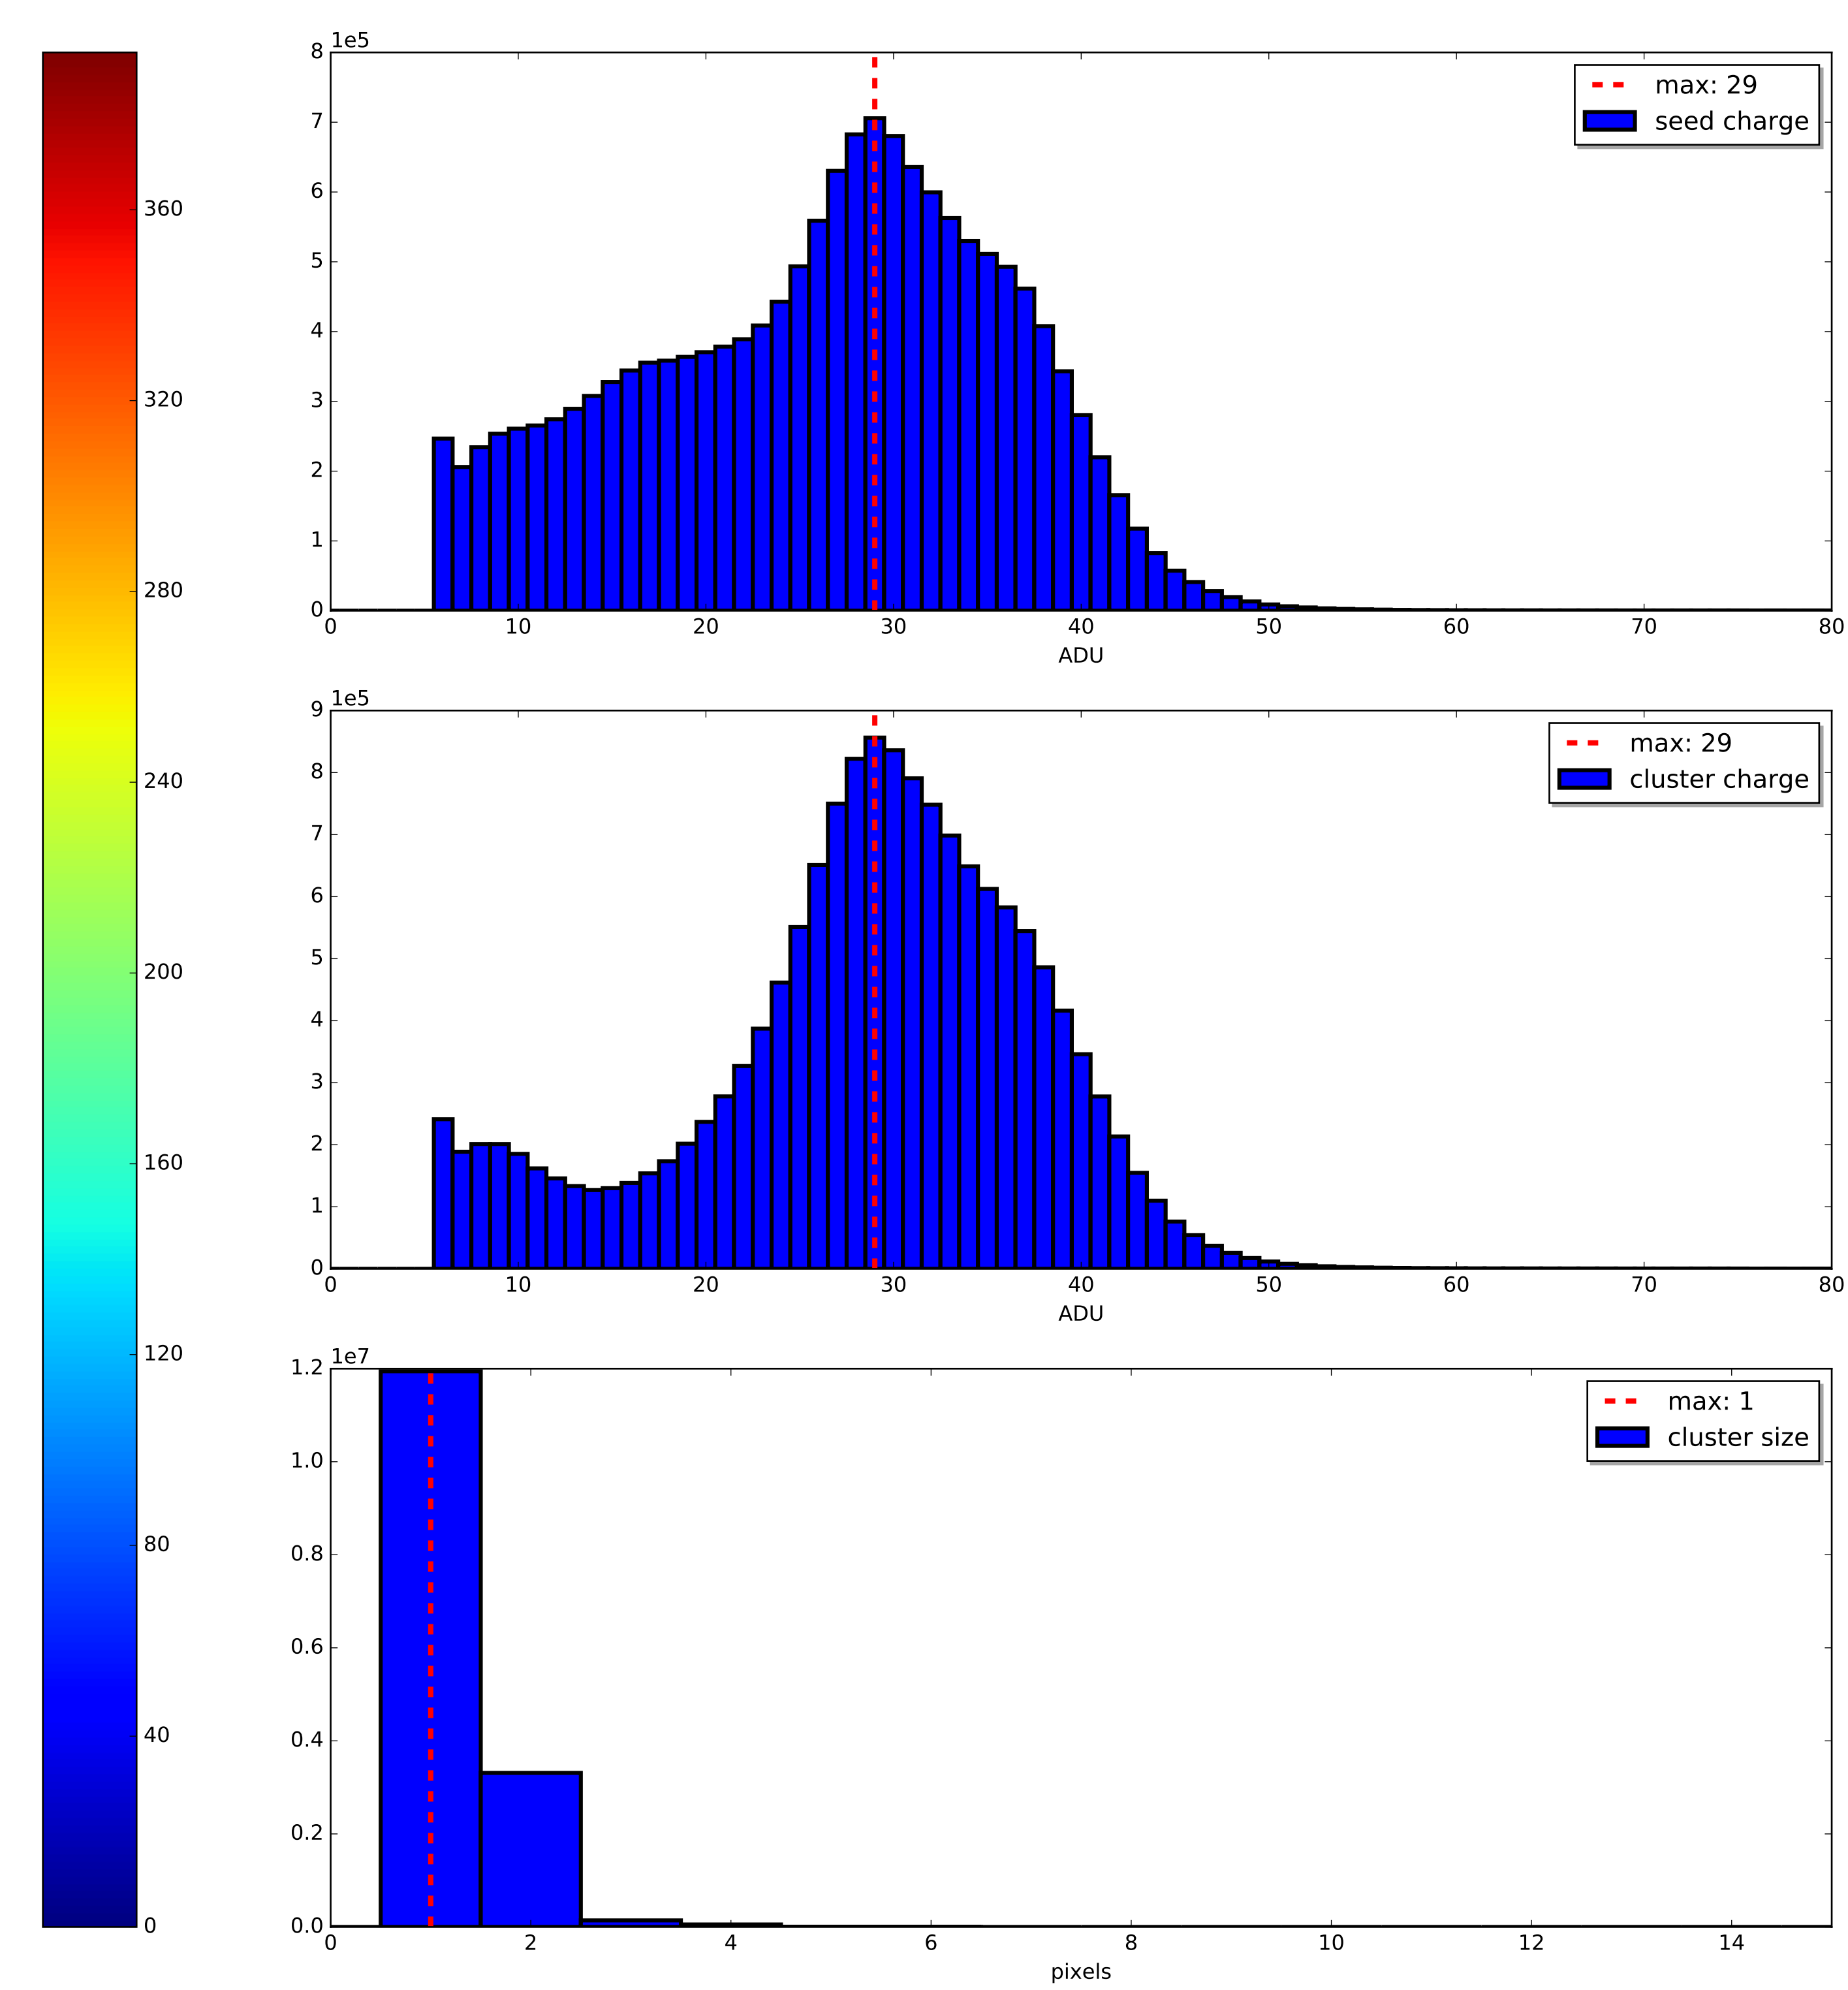 360
320
280
240
200
160
120
80
40
0
1e5
8
7
6
5
4
3
2
1
0
0 10 20 30 40 50 60 70 80
ADU
max: 29
seed charge
1e5
9
8
7
6
5
4
3
2
1
0
0 10 20 30 40 50 60 70 80
ADU
max: 29
cluster charge
1e7
1.2
1.0
0.8
0.6
0.4
0.2
0.0
0 2 4 6 8 10 12 14
pixels
max: 1
cluster size